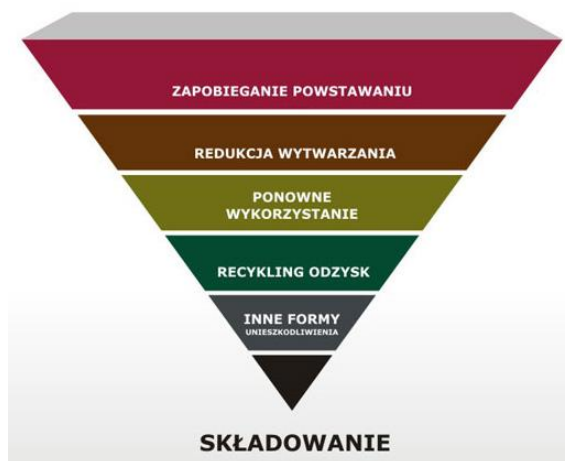 ZAPOBIEGANIE POWSTAWANIU
REDUKCJA WYTWARZANIA
PONOWNE
WYKORZYSTANIE
RECYKLING ODZYSK
INNE FORMY
UNIESZKODLIWIENIA
SKŁADOWANIE